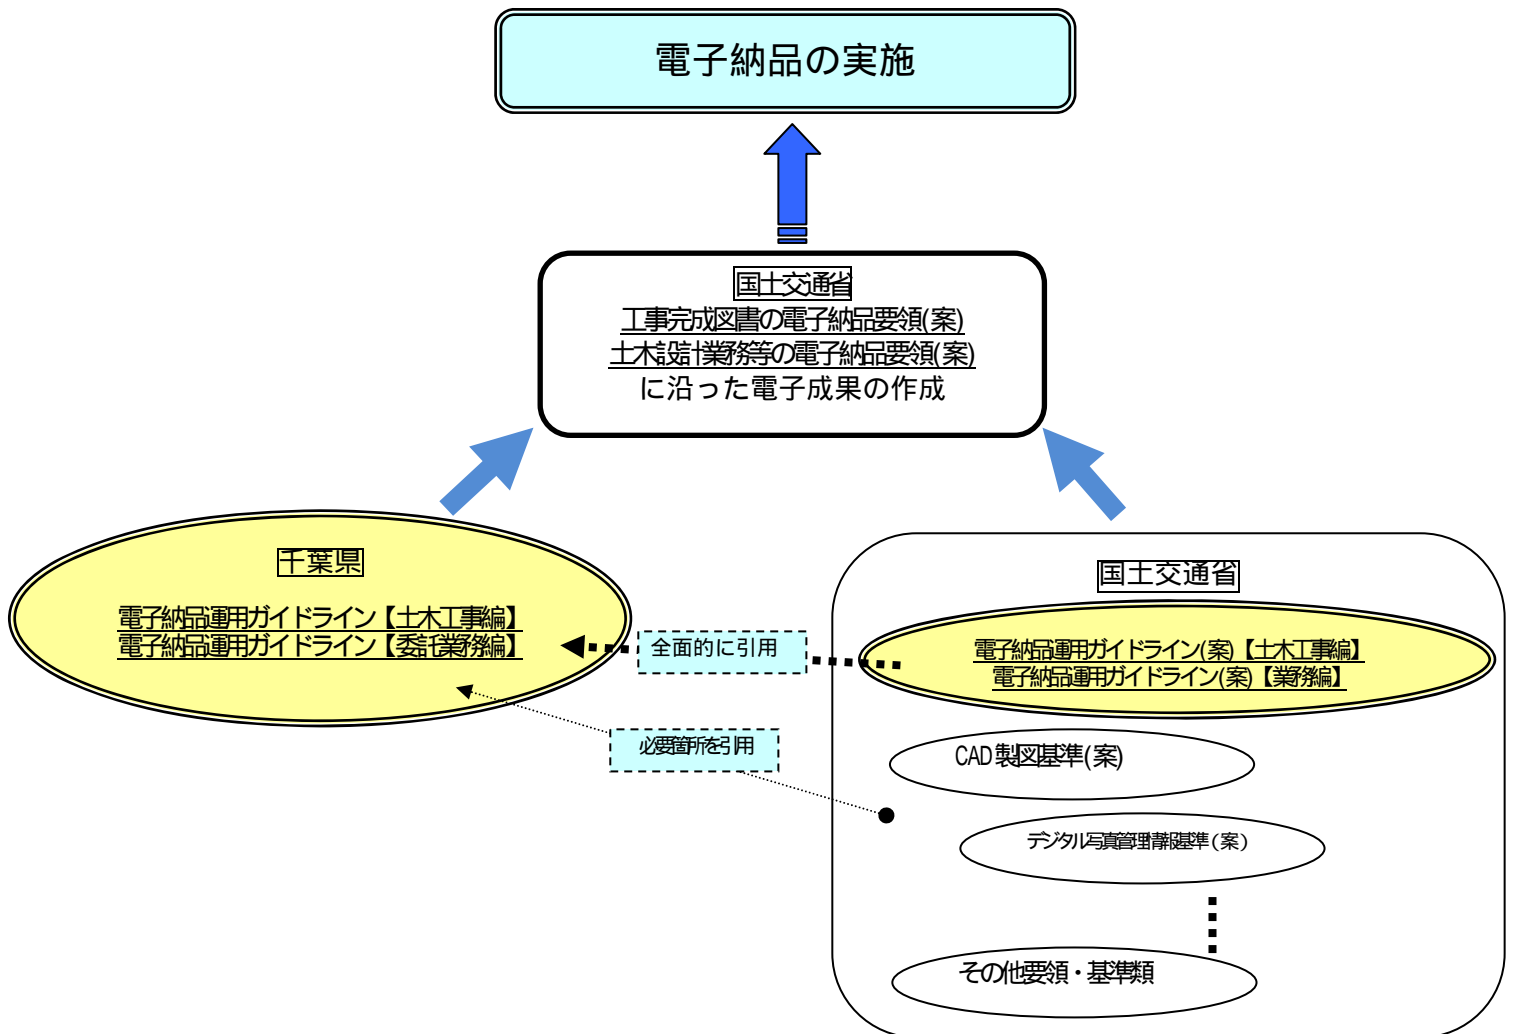 電子納品の実施
国土交通省
工事完成図書の電子納品要領(案)
土木設計業務等の電子納品要領(案)
に沿った電子成果の作成
千葉県
電子納品運用ガイドライン【土木工事編】
電子納品運用ガイドライン【委託業務編】
全面的に引用
必要箇所を引用
国土交通省
電子納品運用ガイドライン(案)【土木工事編】
電子納品運用ガイドライン(案)【業務編】
CAD製図基準(案)
デジタル写真管理情報基準(案)
その他要領・基準類